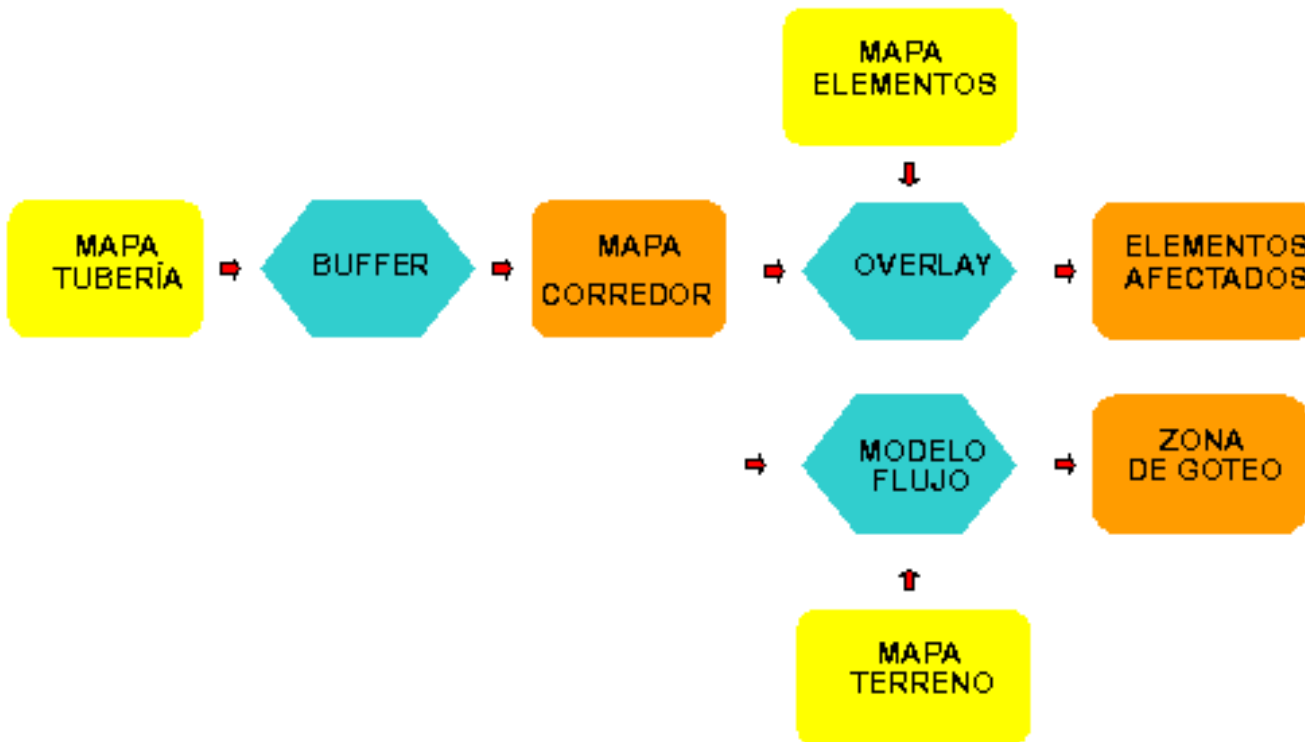 MAPA
ELEMENTOS
MAPA
TUBERÍA
BUFFER
MAPA
CORREDOR
OVERLAY
ELEMENTOS
AFECTADOS
MODELO
FLUJO
ZONA
DE GOTEO
MAPA
TERRENO